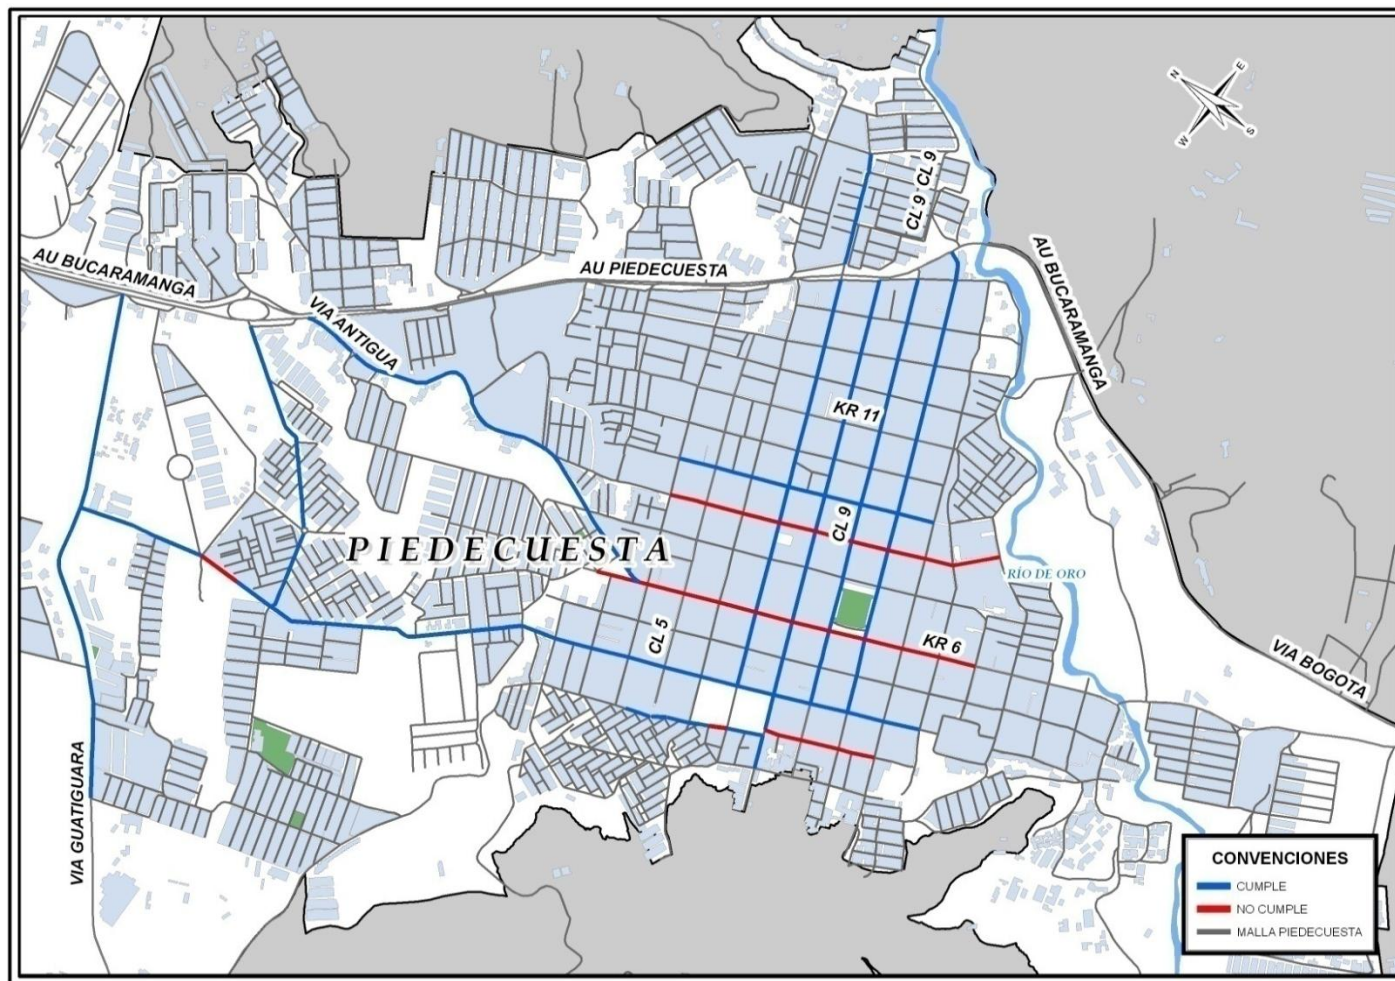 N
E
W
S
CL 9
CL 9
AU BUCARAMANGA
AU PIEDECUESTA
AU BUCARAMANGA
VIA ANTIGUA
KR 11
CL 9
PIEDECUESTA
RÍO DE ORO
CL 5
KR 6
VIA BOGOTA
VIA GUATIGUARA
CONVENCIONES
CUMPLE
NO CUMPLE
MALLA PIEDECUESTA